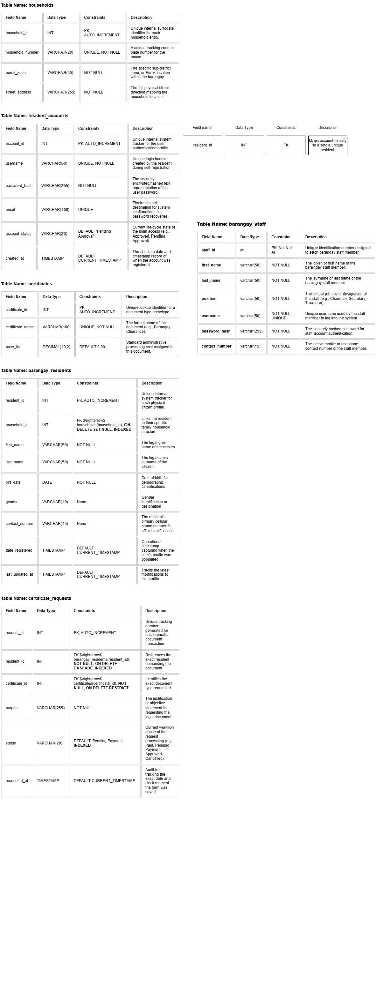 Table Name: households
Field Name Data Type Constraints Description
household_id INT PK, AUTO_INCREMENT Unique internal surrogate identifier for each household entity.
household_number VARCHAR(20) UNIQUE, NOT NULL A unique tracking code or plate number for the house.
purok_zone VARCHAR(50) NOT NULL The specific sub-district, zone, or Purok location within the barangay.
street_address VARCHAR(255) NOT NULL The full physical street direction mapping the household location.
Table Name: resident_accounts
Field Name Data Type Constraints Description
account_id INT PK, AUTO_INCREMENT Unique internal system tracker for the user authentication profile.
username VARCHAR(50) UNIQUE, NOT NULL Unique login handle created by the resident during self-registration.
password_hash VARCHAR(255) NOT NULL The securely encrypted/hashed text representation of the user password.
email VARCHAR(100) UNIQUE Electronic mail destination for system confirmations or password recoveries.
account_status VARCHAR(20) DEFAULT 'Pending Approval' Current life-cycle state of the login access (e.g., Approved, Pending Approval).
created_at TIMESTAMP DEFAULT CURRENT_TIMESTAMP The absolute date and timestamp record of when the account was registered.
Field name Data Type Constraints Description
resident_id INT FK Maps account directly to a single unique resident
Table Name: barangay_staff
Field Name Data Type Constraint Description
staff_id int PK, Not Null, AI Unique identification number assigned to each barangay staff member.
first_name varchar(50) NOT NULL The given or first name of the barangay staff member.
last_name varchar(50) NOT NULL The surname or last name of the barangay staff member.
position varchar(50) NOT NULL The official job title or designation of the staff (e.g., Chairman, Secretary, Treasurer).
username varchar(50) NOT NULL, UNIQUE Unique username used by the staff member to log into the system.
password_hash varchar(255) NOT NULL The securely hashed password for staff account authentication.
contact_number varchar(15) NOT NULL The active mobile or telephone contact number of the staff member.
Table Name: certificates
Field Name Data Type Constraints Description
certificate_id INT PK, AUTO_INCREMENT Unique lookup identifier for a document type archetype.
certificate_name VARCHAR(100) UNIQUE, NOT NULL The formal name of the document (e.g., Barangay Clearance).
base_fee DECIMAL(10,2) DEFAULT 0.00 Standard administrative processing cost assigned to this document.
Table Name: barangay_residents
Field Name Data Type Constraints Description
resident_id INT PK, AUTO_INCREMENT Unique internal system tracker for each physical citizen profile.
household_id INT FK $\rightarrow$ households(household_id), ON DELETE SET NULL, INDEXED Links the resident to their specific family household structure.
first_name VARCHAR(50) NOT NULL The legal given name of the citezen
last_name VARCHAR(50) NOT NULL The legal family surname of the citezen
birt_date DATE NOT NULL Date of birth for demographic calssifications
gender VARCHAR(10) None Gender identification or designation
contact_number VARCHAR(15) None The resident's pirmary cellular phone number for official notifications
date_registered TIMESTAMP DEFAULT CURRENT_TIMESTAMP Operational timestamp capturing when the user's profile was populated
last_updated_at TIMESTAMP DEFAULT CURRENT_TIMESTAMP Tracks the latest modifications to this profile
Table Name: certificate_requests
Field Name Data Type Constraints Description
request_id INT PK, AUTO_INCREMENT Unique tracking number generated for each specific document transaction.
resident_id INT FK $\rightarrow$ barangay_residents(resident_id), NOT NULL, ON DELETE CASCADE, INDEXED References the exact resident demanding the document.
certificate_id INT FK $\rightarrow$ certificates(certificate_id), NOT NULL, ON DELETE RESTRICT Identifies the exact document type requested.
purpose VARCHAR(255) NOT NULL The justification or objective statement for requesting the legal document.
status VARCHAR(20) DEFAULT 'Pending Payment', INDEXED Current workflow phase of the request processing (e.g., Paid, Pending Payment, Approved, Cancelled).
requested_at TIMESTAMP DEFAULT CURRENT_TIMESTAMP Audit trail tracking the exact date and clock moment the form was saved.